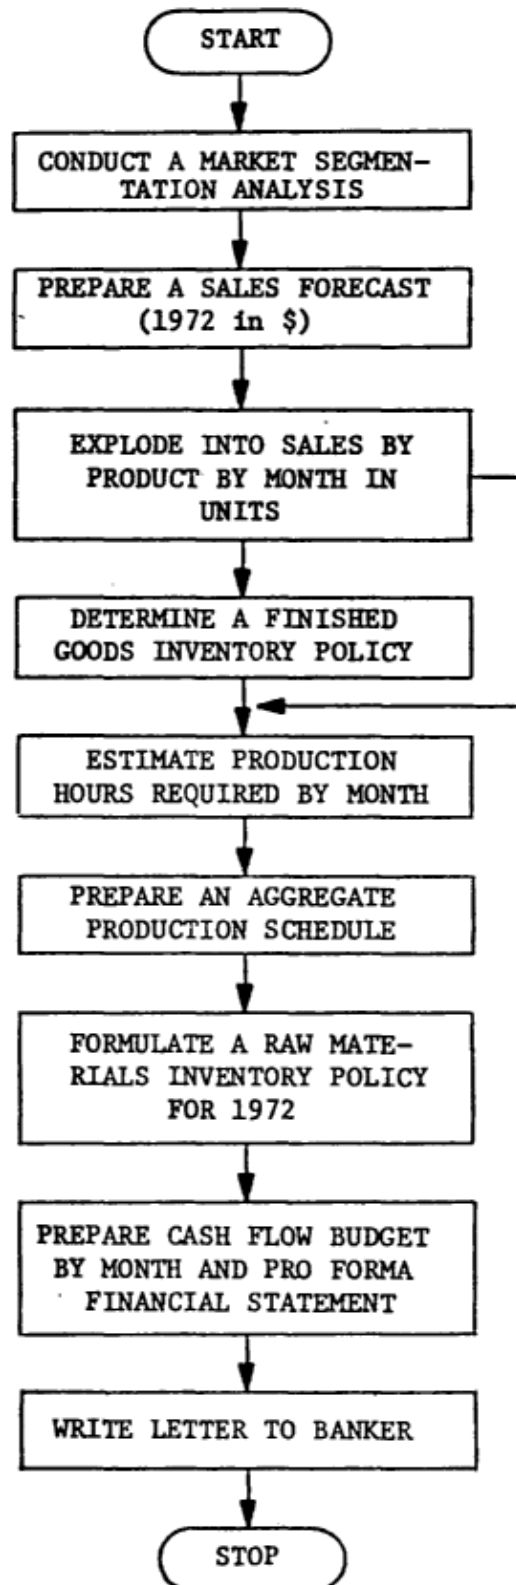 START
CONDUCT A MARKET SEGMEN-
TATION ANALYSIS
PREPARE A SALES FORECAST
(1972 in $)
EXPLODE INTO SALES BY
PRODUCT BY MONTH IN
UNITS
DETERMINE A FINISHED
GOODS INVENTORY POLICY
ESTIMATE PRODUCTION
HOURS REQUIRED BY MONTH
PREPARE AN AGGREGATE
PRODUCTION SCHEDULE
FORMULATE A RAW MATE-
RIALS INVENTORY POLICY
FOR 1972
PREPARE CASH FLOW BUDGET
BY MONTH AND PRO FORMA
FINANCIAL STATEMENT
WRITE LETTER TO BANKER
STOP